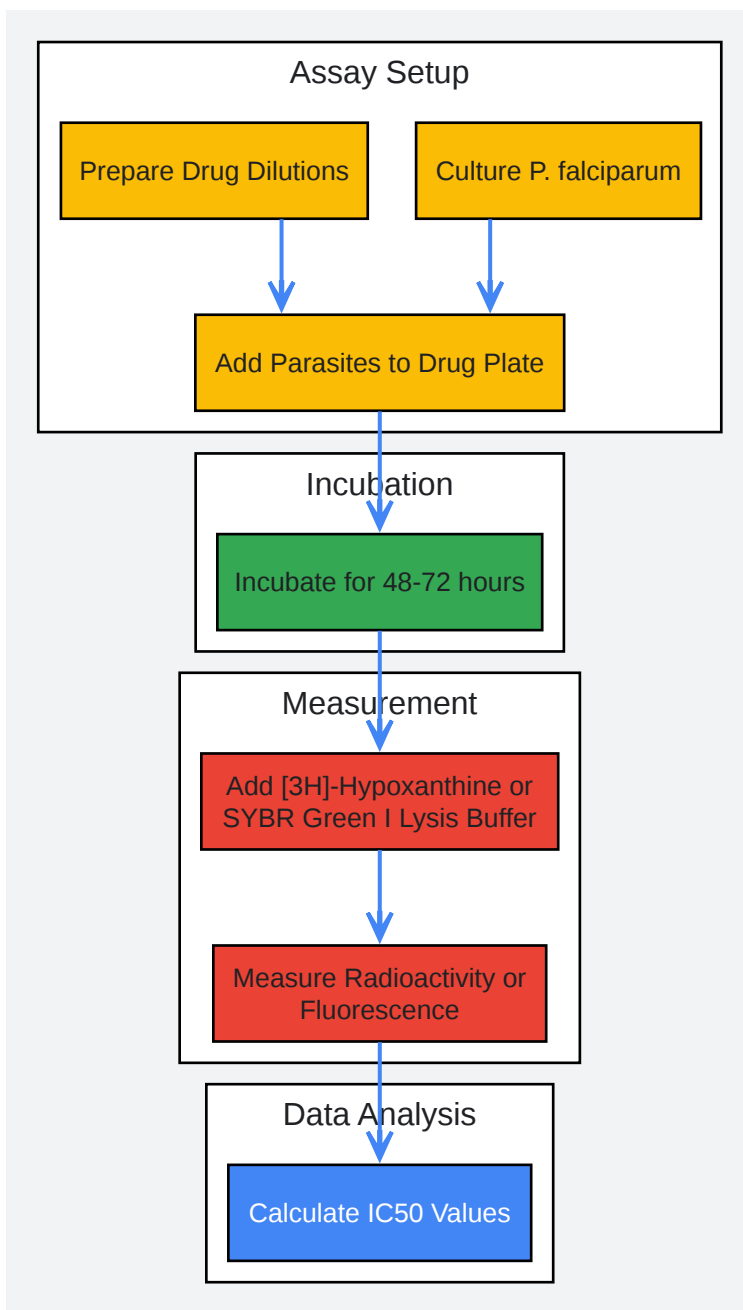 Assay Setup
Prepare Drug Dilutions
Culture P. falciparum
Add Parasites to Drug Plate
Incubation
Incubate for 48-72 hours
Measurement
Add [3H]-Hypoxanthine or
SYBR Green I Lysis Buffer
Measure Radioactivity or
Fluorescence
Data Analysis
Calculate IC50 Values